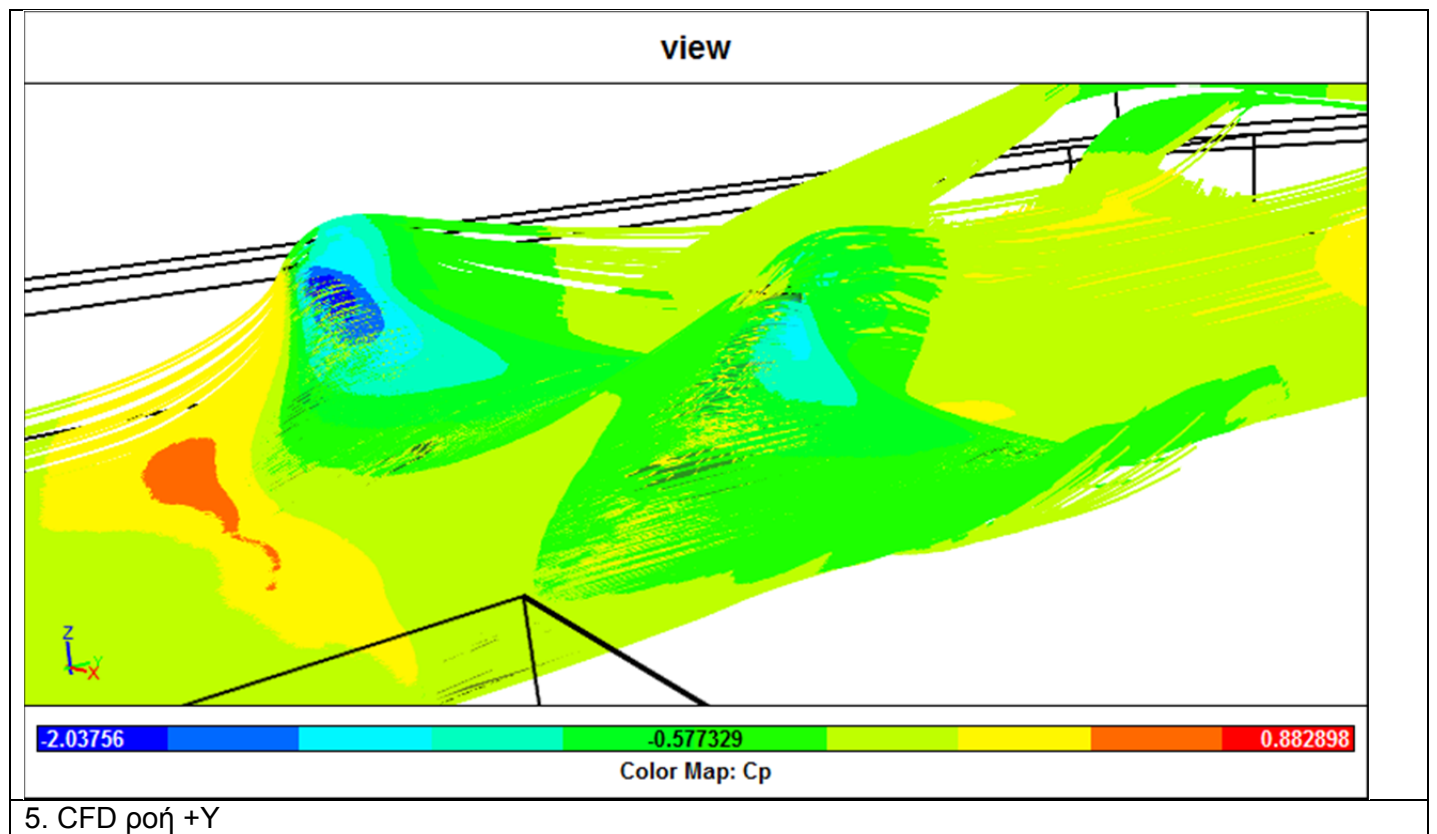 view
Z
Y
X
-2.03756 -0.577329 0.882898
Color Map: Cp
5. CFD ροή +Y